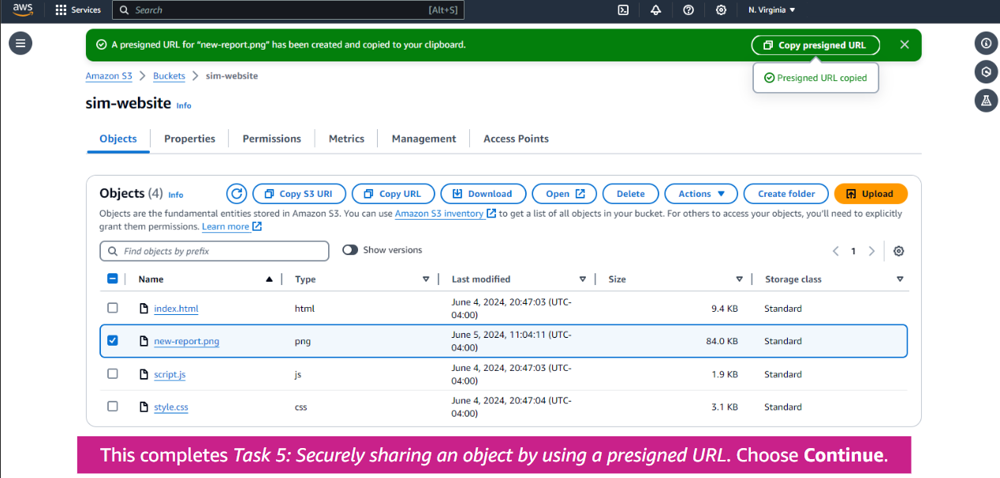 aws
Services
Search [Alt+S]
N. Virginia
A presigned URL for “new-report.png” has been created and copied to your clipboard.
Copy presigned URL
Presigned URL copied
Amazon S3 > Buckets > sim-website
sim-website Info
Objects Properties Permissions Metrics Management Access Points
Objects (4) Info
Copy S3 URI Copy URL Download Open Delete Actions Create folder Upload
Objects are the fundamental entities stored in Amazon S3. You can use Amazon S3 inventory to get a list of all objects in your bucket. For others to access your objects, you’ll need to explicitly
grant them permissions. Learn more
Find objects by prefix
Show versions
1
Name Type Last modified Size Storage class
index.html html June 4, 2024, 20:47:03 (UTC-
04:00) 9.4 KB Standard
new-report.png png June 5, 2024, 11:04:11 (UTC-
04:00) 84.0 KB Standard
script.js js June 4, 2024, 20:47:03 (UTC-
04:00) 1.9 KB Standard
style.css css June 4, 2024, 20:47:04 (UTC-
04:00) 3.1 KB Standard
This completes Task 5: Securely sharing an object by using a presigned URL. Choose Continue.